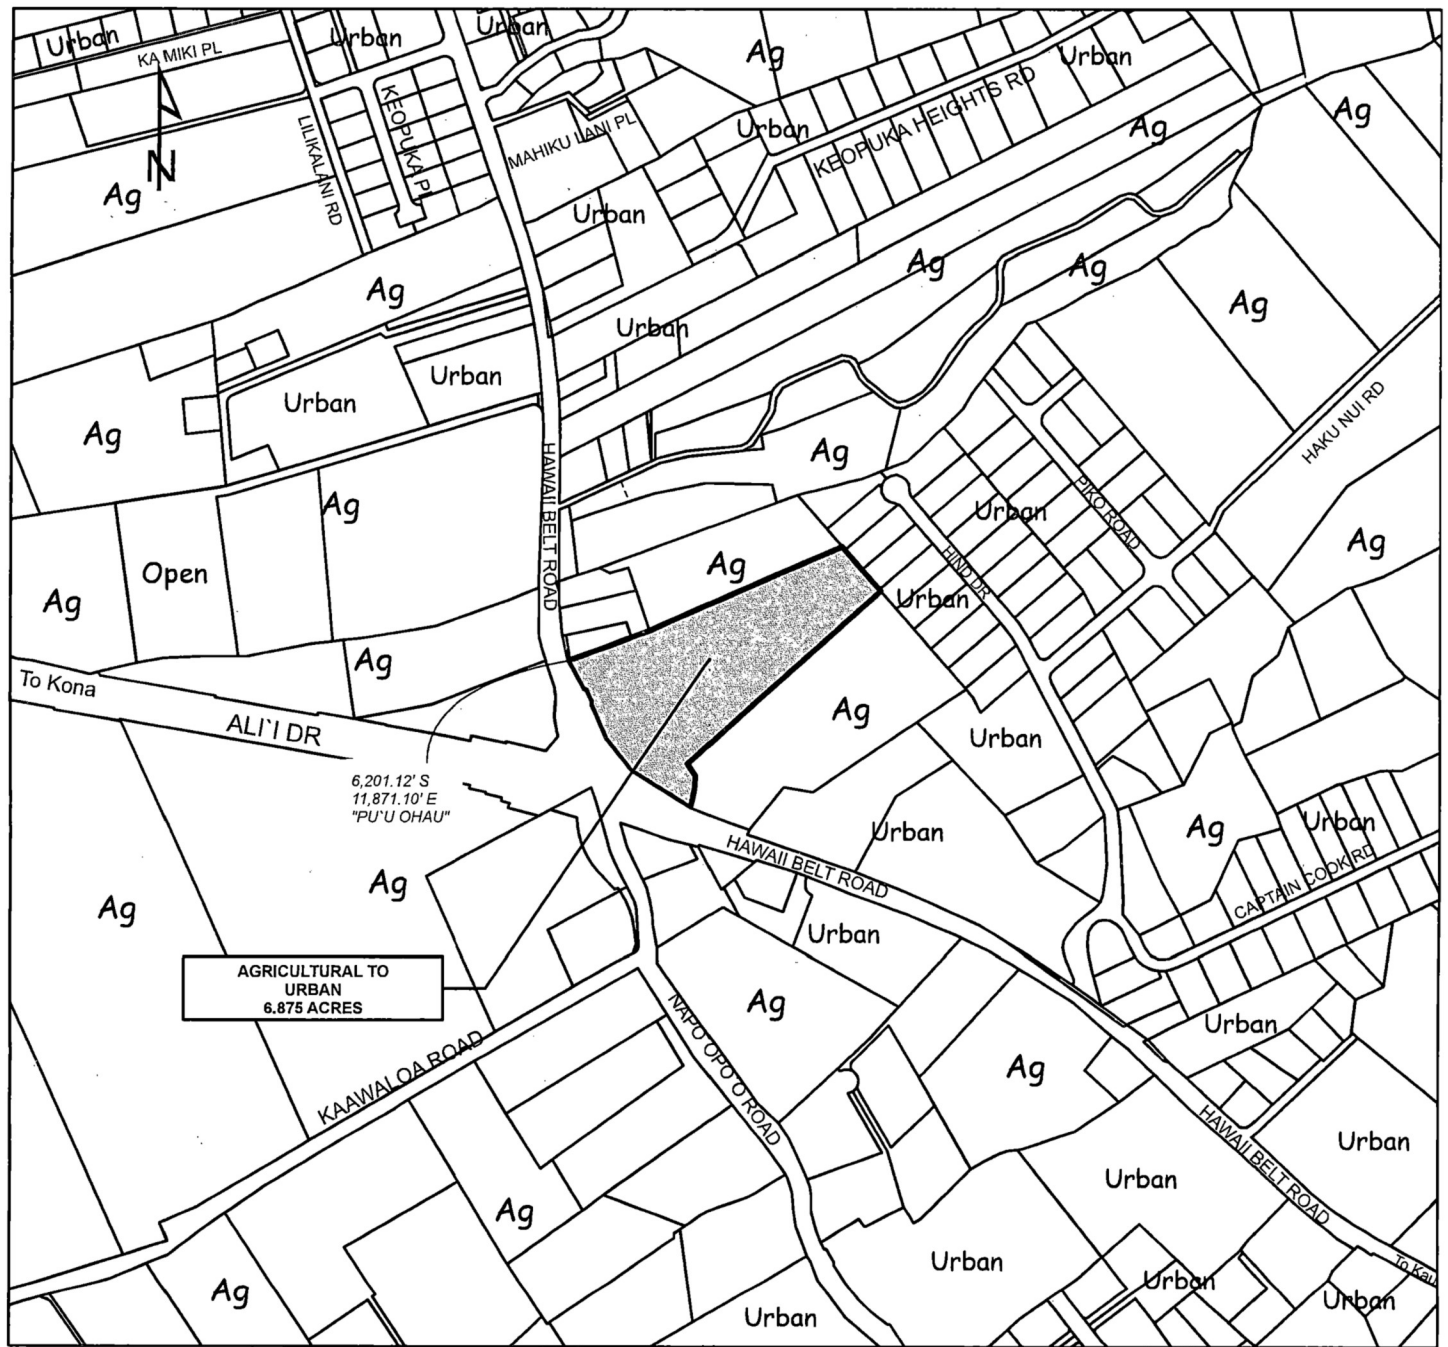 Urban
Urban
Urban
KA MIKI PL
Ag
Urban
KEOPUKA PL
LILIKALANI RD
MAHIKU LANI PL
Urban
KEOPUKA HEIGHTS RD
Ag
Ag
N
Ag
Urban
Ag
Ag
Ag
Ag
Urban
Urban
Urban
Ag
Ag
HAKU NUI RD
HAWAII BELT ROAD
Ag
Urban
PIKO ROAD
Ag
Open
Ag
HIND DR
Ag
Urban
Ag
To Kona
ALI`I DR
Ag
Urban
6,201.12' S
11,871.10' E
"PU`U OHAU"
Urban
Ag
Urban
HAWAII BELT ROAD
CAPTAIN COOK RD
Ag
Ag
Urban
AGRICULTURAL TO
URBAN
6.875 ACRES
Ag
Urban
NAPO OPO O ROAD
KAAWALOA ROAD
Ag
HAWAII BELT ROAD
Urban
Urban
Ag
Urban
To Kau
Ag
Urban
Urban
Urban